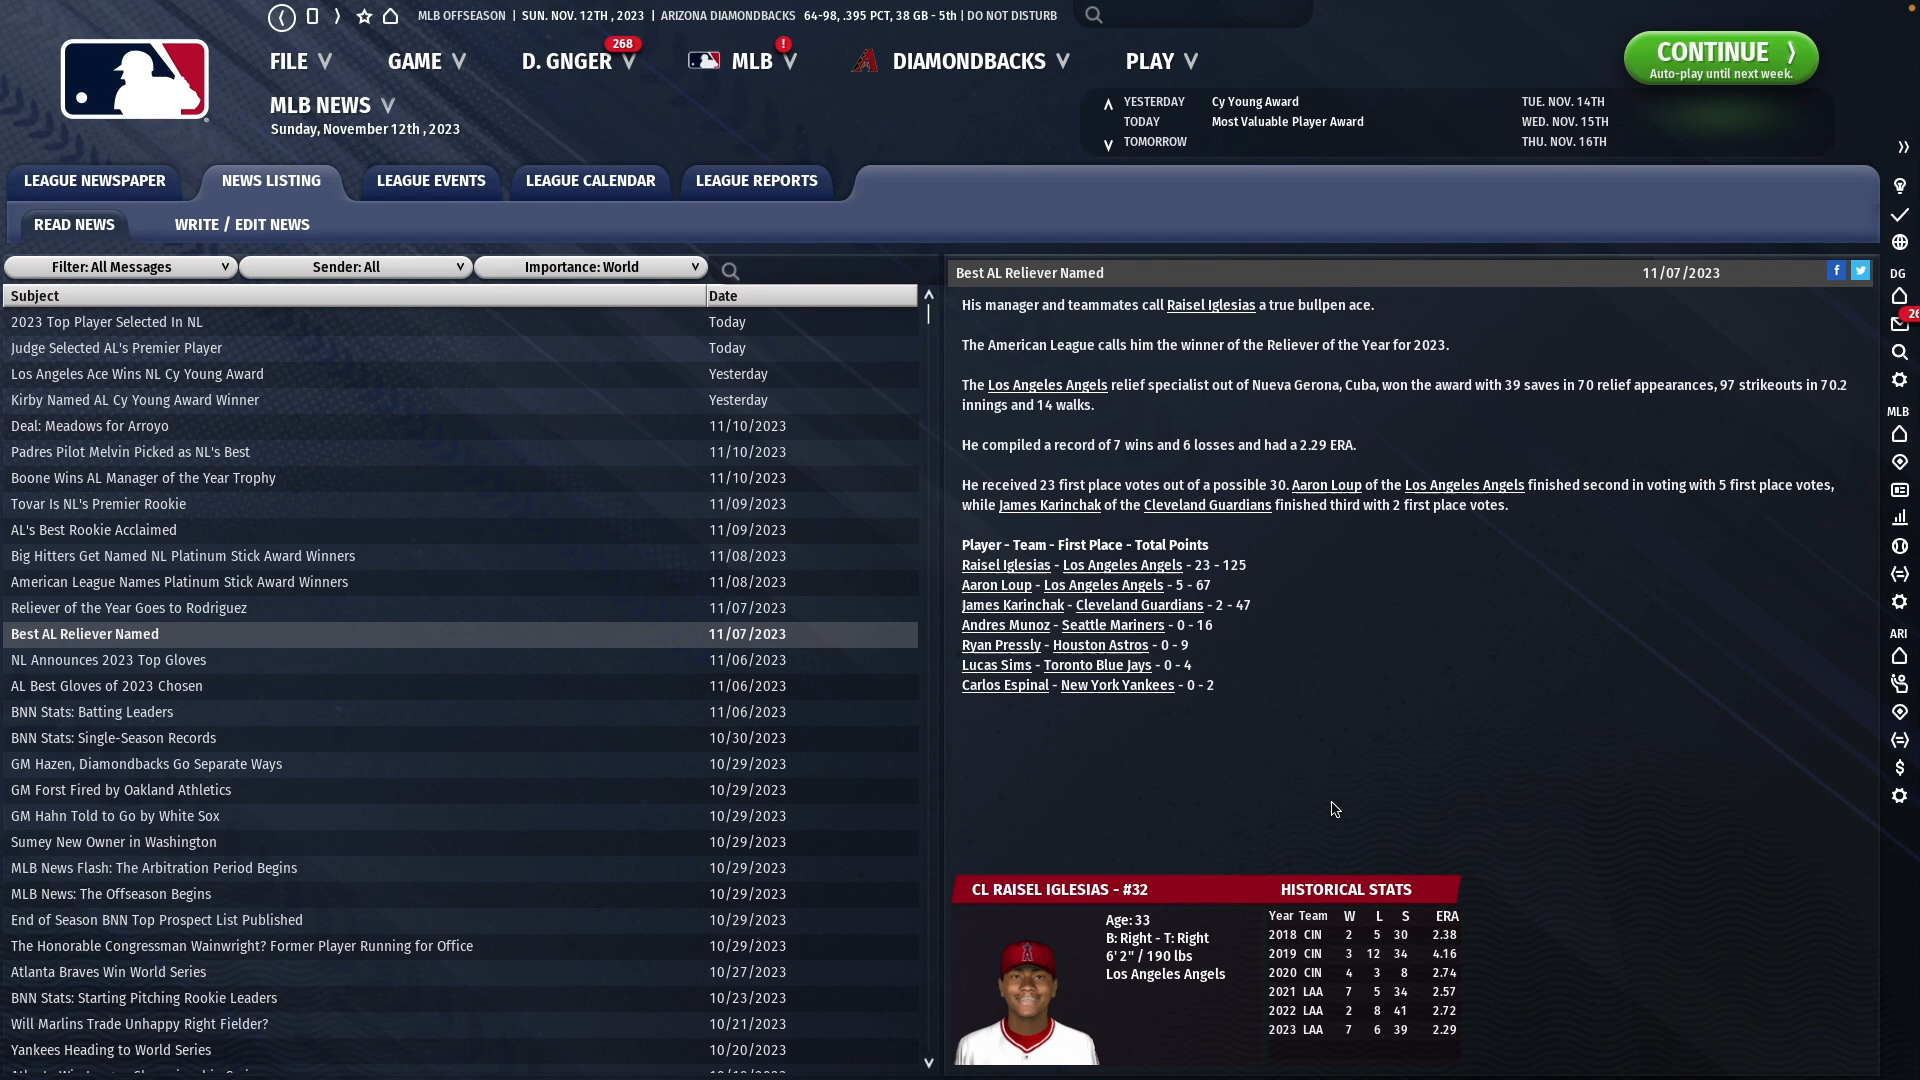 MLB OFFSEASON | SUN. NOV. 12TH , 2023 | ARIZONA DIAMONDBACKS 64-98, .395 PCT, 38 GB - 5th | DO NOT DISTURB
FILE GAME D. GNGER 268 MLB ! DIAMONDBACKS PLAY
CONTINUE
Auto-play until next week.
MLB NEWS
Sunday, November 12th , 2023
YESTERDAY Cy Young Award TUE. NOV. 14TH
TODAY Most Valuable Player Award WED. NOV. 15TH
TOMORROW THU. NOV. 16TH
LEAGUE NEWSPAPER NEWS LISTING LEAGUE EVENTS LEAGUE CALENDAR LEAGUE REPORTS
READ NEWS WRITE / EDIT NEWS
Filter: All Messages Sender: All Importance: World
Subject Date
2023 Top Player Selected In NL Today
Judge Selected AL's Premier Player Today
Los Angeles Ace Wins NL Cy Young Award Yesterday
Kirby Named AL Cy Young Award Winner Yesterday
Deal: Meadows for Arroyo 11/10/2023
Padres Pilot Melvin Picked as NL's Best 11/10/2023
Boone Wins AL Manager of the Year Trophy 11/10/2023
Tovar Is NL's Premier Rookie 11/09/2023
AL's Best Rookie Acclaimed 11/09/2023
Big Hitters Get Named NL Platinum Stick Award Winners 11/08/2023
American League Names Platinum Stick Award Winners 11/08/2023
Reliever of the Year Goes to Rodriguez 11/07/2023
Best AL Reliever Named 11/07/2023
NL Announces 2023 Top Gloves 11/06/2023
AL Best Gloves of 2023 Chosen 11/06/2023
BNN Stats: Batting Leaders 11/06/2023
BNN Stats: Single-Season Records 10/30/2023
GM Hazen, Diamondbacks Go Separate Ways 10/29/2023
GM Forst Fired by Oakland Athletics 10/29/2023
GM Hahn Told to Go by White Sox 10/29/2023
Sumey New Owner in Washington 10/29/2023
MLB News Flash: The Arbitration Period Begins 10/29/2023
MLB News: The Offseason Begins 10/29/2023
End of Season BNN Top Prospect List Published 10/29/2023
The Honorable Congressman Wainwright? Former Player Running for Office 10/29/2023
Atlanta Braves Win World Series 10/27/2023
BNN Stats: Starting Pitching Rookie Leaders 10/23/2023
Will Marlins Trade Unhappy Right Fielder? 10/21/2023
Yankees Heading to World Series 10/20/2023
Best AL Reliever Named 11/07/2023
His manager and teammates call Raisel Iglesias a true bullpen ace.
The American League calls him the winner of the Reliever of the Year for 2023.
The Los Angeles Angels relief specialist out of Nueva Gerona, Cuba, won the award with 39 saves in 70 relief appearances, 97 strikeouts in 70.2
innings and 14 walks.
He compiled a record of 7 wins and 6 losses and had a 2.29 ERA.
He received 23 first place votes out of a possible 30. Aaron Loup of the Los Angeles Angels finished second in voting with 5 first place votes,
while James Karinchak of the Cleveland Guardians finished third with 2 first place votes.
Player - Team - First Place - Total Points
Raisel Iglesias - Los Angeles Angels - 23 - 125
Aaron Loup - Los Angeles Angels - 5 - 67
James Karinchak - Cleveland Guardians - 2 - 47
Andres Munoz - Seattle Mariners - 0 - 16
Ryan Pressly - Houston Astros - 0 - 9
Lucas Sims - Toronto Blue Jays - 0 - 4
Carlos Espinal - New York Yankees - 0 - 2
CL RAISEL IGLESIAS - #32 HISTORICAL STATS
Age: 33
B: Right - T: Right
6' 2" / 190 lbs
Los Angeles Angels
Year Team W L S ERA
2018 CIN 2 5 30 2.38
2019 CIN 3 12 34 4.16
2020 CIN 4 3 8 2.74
2021 LAA 7 5 34 2.57
2022 LAA 2 8 41 2.72
2023 LAA 7 6 39 2.29
DG
26
MLB
ARI